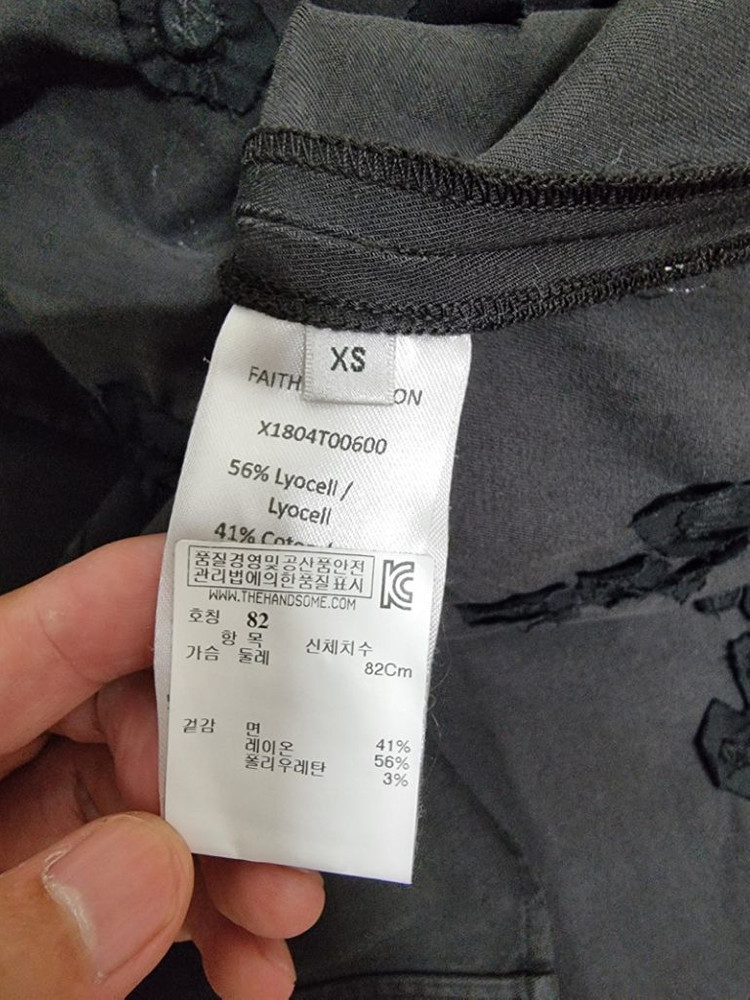 XS
FAITH ON
X1804T00600
56% Lyocell /
Lyocell
41%
품질경영및공산품안전
관리법에의한품질표시
WWW.THEHANDSOME.COM
호칭 82
항 목 신체치수
가슴 둘레 82Cm
겉감 면 41%
레이온 56%
폴리우레탄 3%